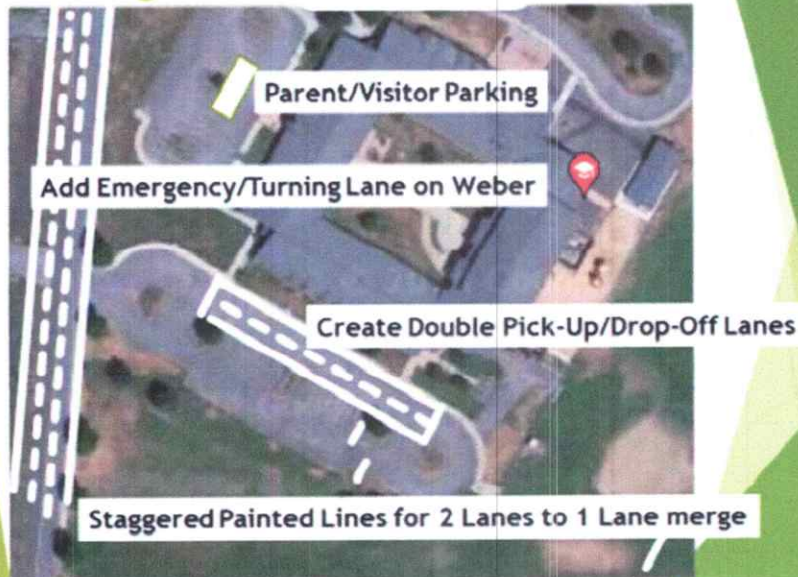 Parent/Visitor Parking
Add Emergency/Turning Lane on Weber
Create Double Pick-Up/Drop-Off Lanes
Staggered Painted Lines for 2 Lanes to 1 Lane merge